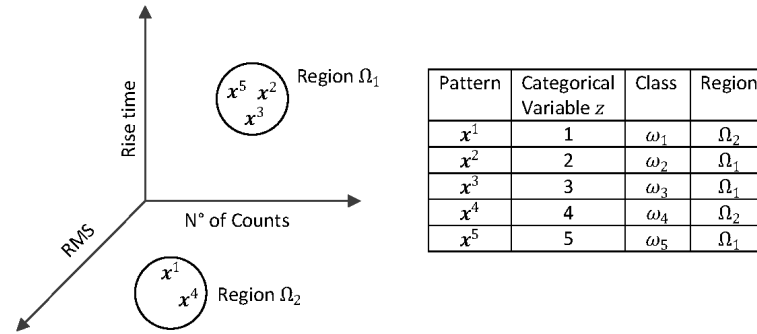 Rise time
N° of Counts
RMS
Region Ω₁
x⁵ x²
x³
x¹
x⁴
Region Ω₂
Pattern Categorical Variable z Class Region
x¹ 1 ω₁ Ω₂
x² 2 ω₂ Ω₁
x³ 3 ω₃ Ω₁
x⁴ 4 ω₄ Ω₂
x⁵ 5 ω₅ Ω₁